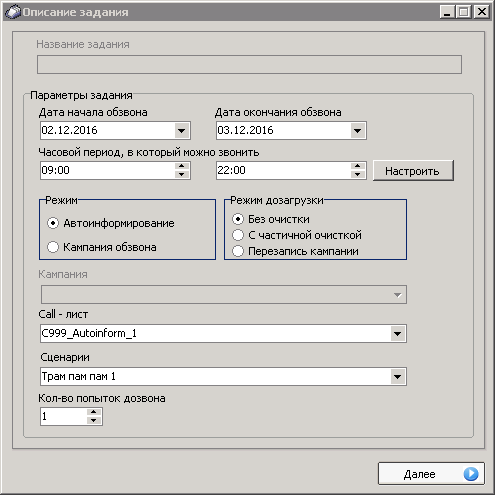 Описание задания
Название задания
Параметры задания
Дата начала обзвона Дата окончания обзвона
02.12.2016 03.12.2016
Часовой период, в который можно звонить
09:00 22:00 Настроить
Режим Режим дозагрузки
Автоинформирование Без очистки
С частичной очисткой
Кампания обзвона Перезапись кампании
Кампания
Call - лист
C999_Autoinform_1
Сценарии
Трам пам пам 1
Кол-во попыток дозвона
1
Далее